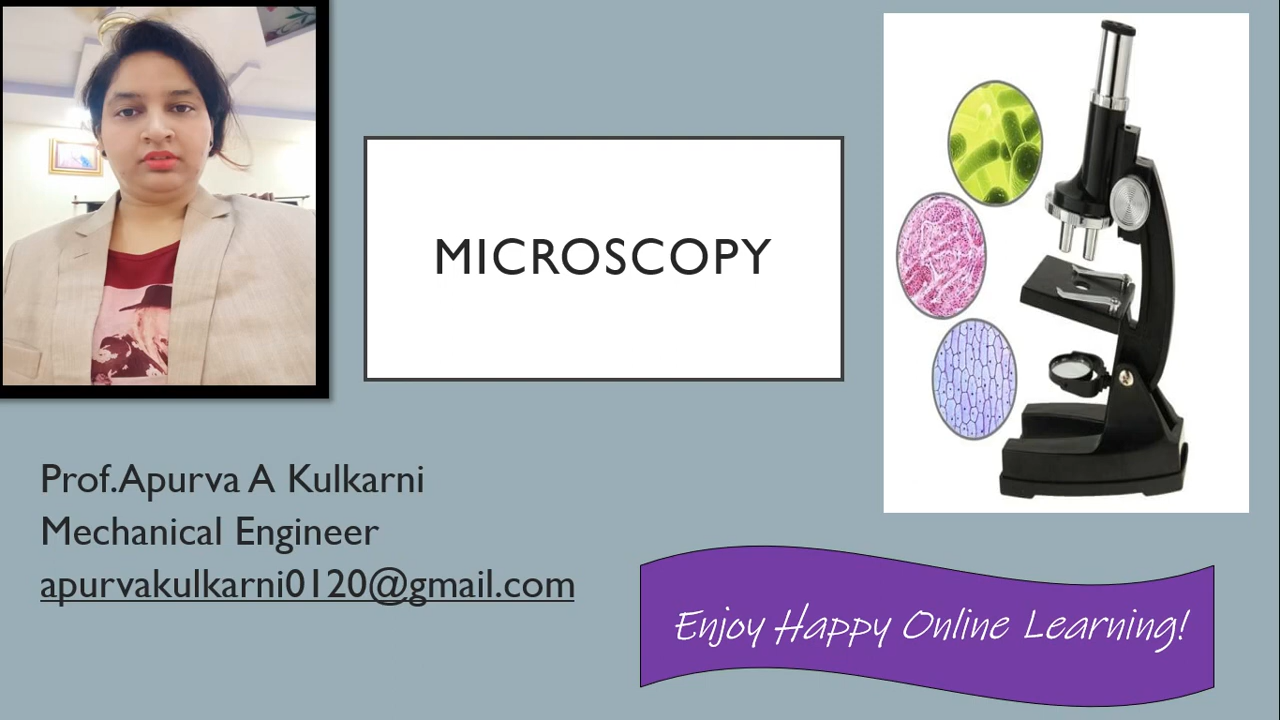 MICROSCOPY
Prof.Apurva A Kulkarni
Mechanical Engineer
apurvakulkarni0120@gmail.com
Enjoy Happy Online Learning!